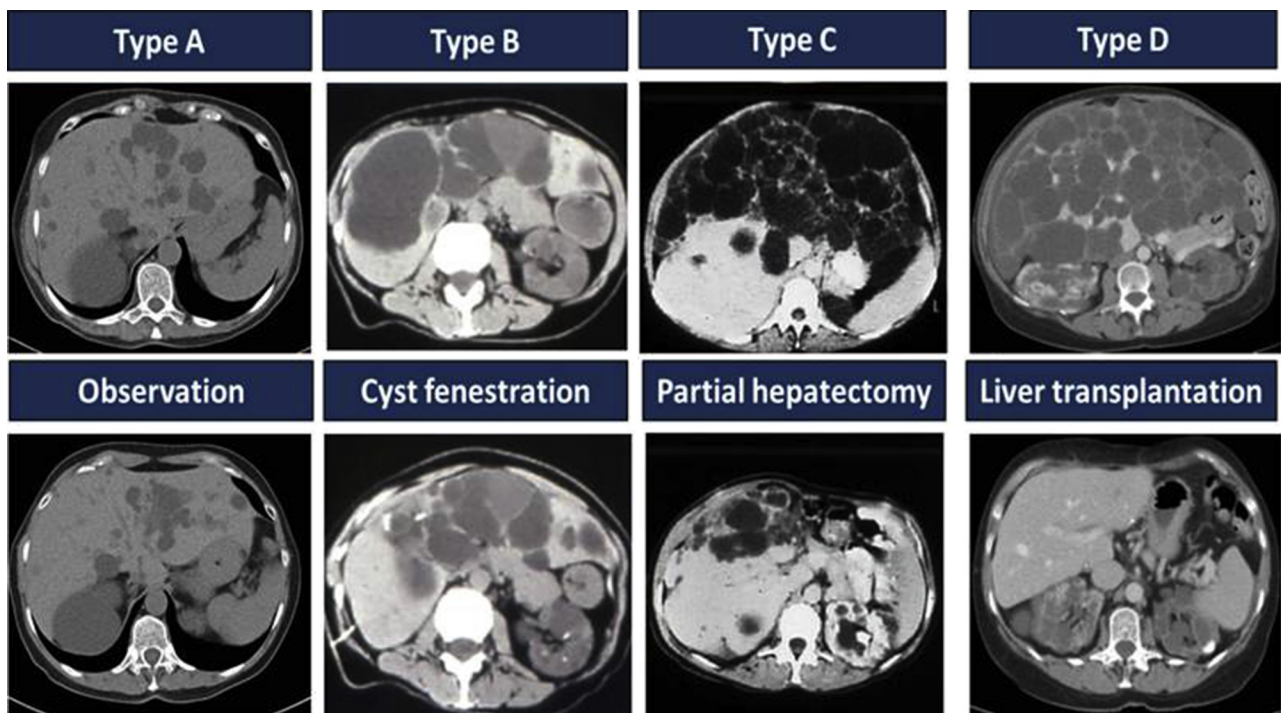 Type A
Type B
Type C
Type D
L
Observation
Cyst fenestration
Partial hepatectomy
Liver transplantation